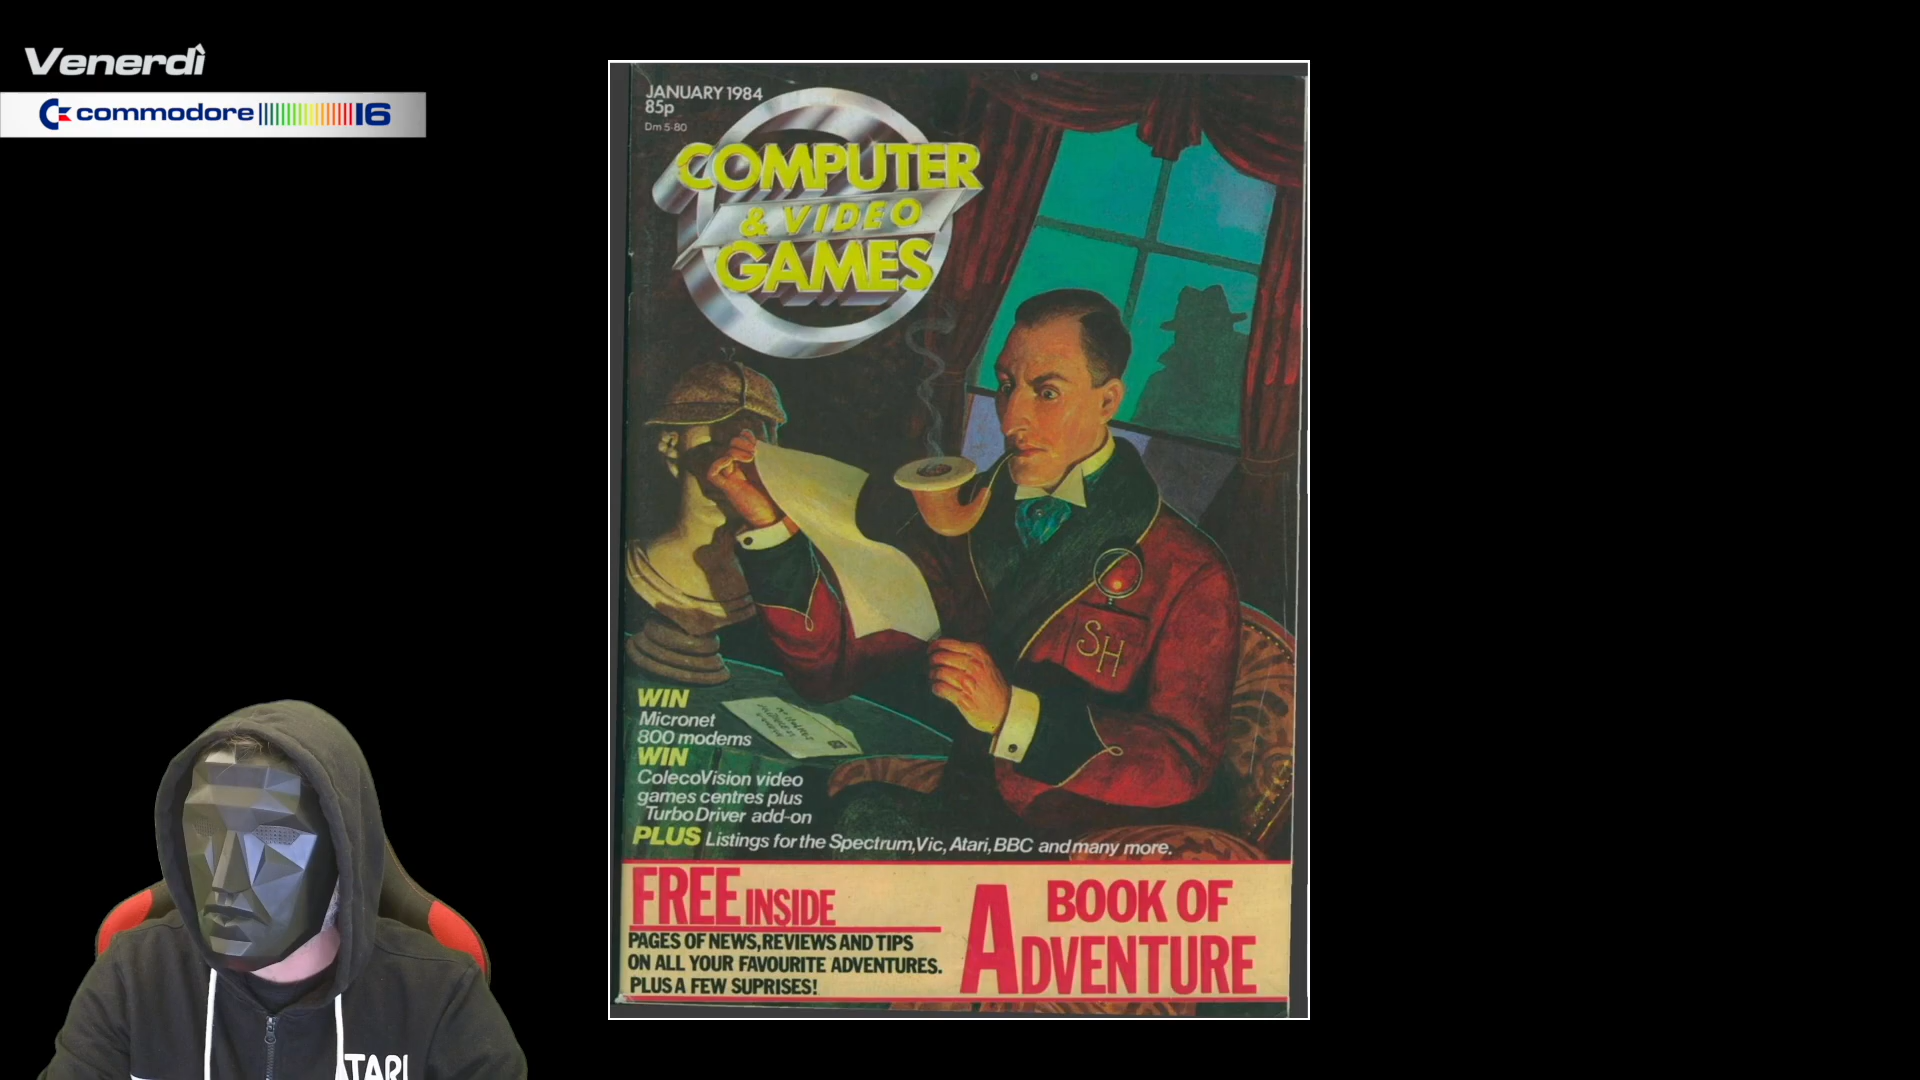 Venerdì
commodore 16
JANUARY 1984
85p
Dm 5·80
COMPUTER
& VIDEO
GAMES
SH
WIN
Micronet
800 modems
WIN
ColecoVision video
games centres plus
Turbo Driver add-on
PLUS Listings for the Spectrum, Vic, Atari, BBC and many more.
FREE INSIDE
PAGES OF NEWS, REVIEWS AND TIPS
ON ALL YOUR FAVOURITE ADVENTURES.
PLUS A FEW SUPRISES!
A BOOK OF
ADVENTURE
ATARI